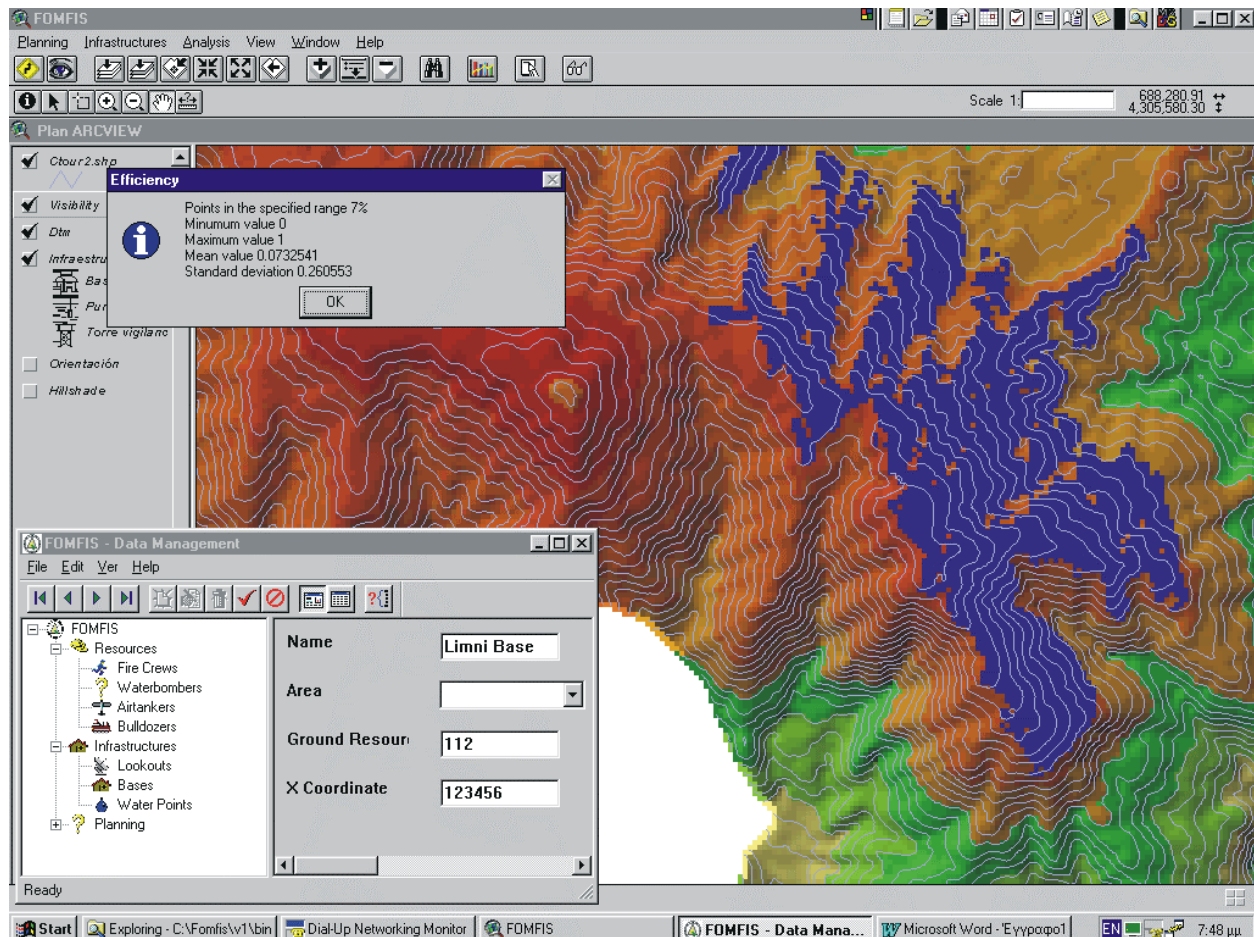 FOMFIS
Planning Infrastructures Analysis View Window Help
Scale 1:
688,280.91
4,305,580.30
Plan ARCVIEW
Ctour2.shp
Visibility
Dtm
Infraestru
Bas
Pur
Torre vigilanc
Orientación
Hillshade
Efficiency
Points in the specified range 7%
Minumum value 0
Maximum value 1
Mean value 0.0732541
Standard deviation 0.260553
OK
FOMFIS - Data Management
File Edit Ver Help
FOMFIS
Resources
Fire Crews
Waterbombers
Airtankers
Bulldozers
Infrastructures
Lookouts
Bases
Water Points
Planning
Name Limni Base
Area
Ground Resour 112
X Coordinate 123456
Ready
Start Exploring - C:\Fomfis\v1\bin Dial-Up Networking Monitor FOMFIS FOMFIS - Data Mana... Microsoft Word - Έγγραφο1 EN 7:48 μμ